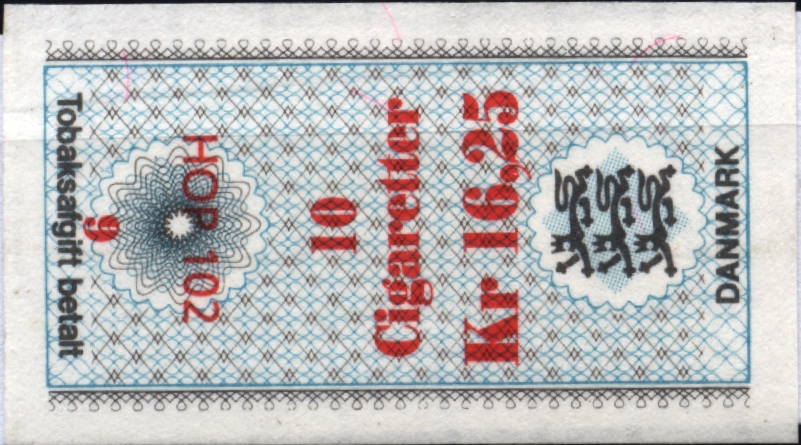 Tobaksafgift betalt
9
HOP 102
10
Cigaretter
Kr 16,25
DANMARK